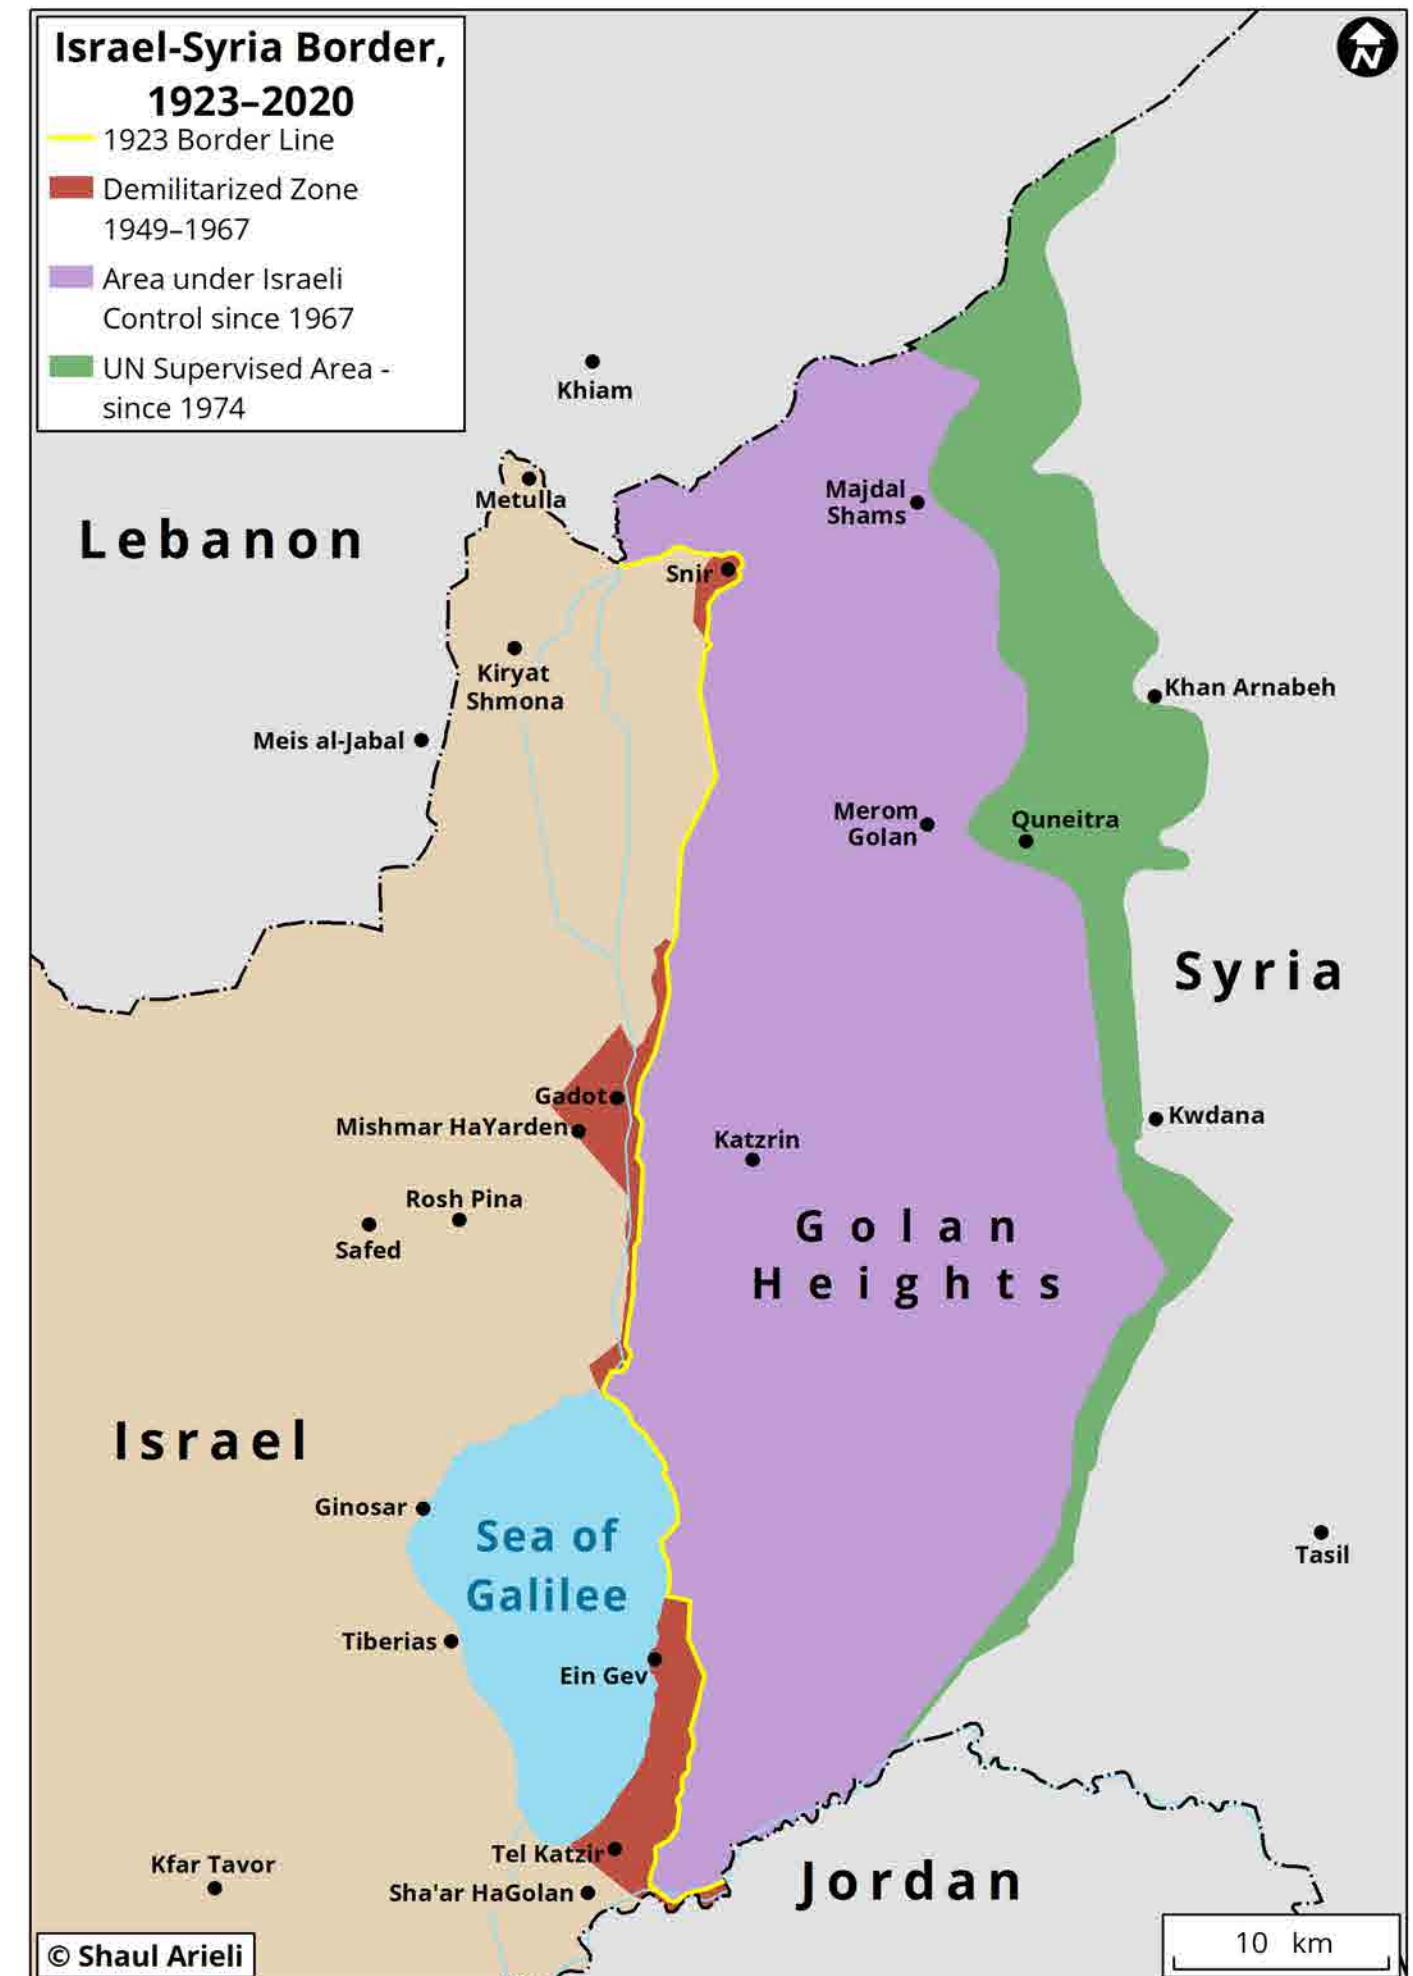 Israel-Syria Border,
1923–2020
1923 Border Line
Demilitarized Zone
1949–1967
Area under Israeli
Control since 1967
UN Supervised Area -
since 1974
N
Khiam
Metulla
Lebanon
Majdal
Shams
Snir
Kiryat
Shmona
Khan Arnabeh
Meis al-Jabal
Merom
Golan
Quneitra
Syria
Gadot
Mishmar HaYarden
Kwdana
Katzrin
Rosh Pina
Safed
Golan
Heights
Israel
Ginosar
Sea of
Galilee
Tasil
Tiberias
Ein Gev
Tel Katzir
Kfar Tavor
Sha'ar HaGolan
Jordan
10 km
© Shaul Arieli